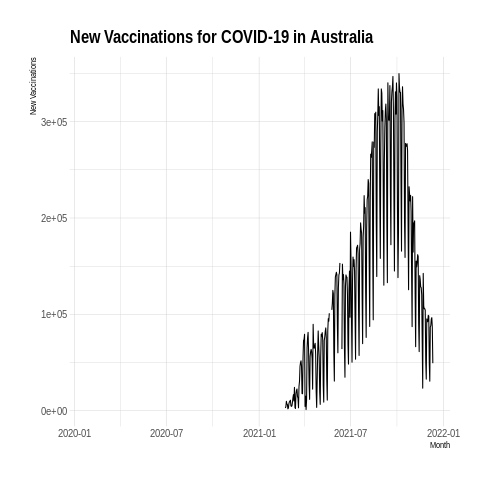 New Vaccinations for COVID-19 in Australia
New Vaccinations
3e+05
2e+05
1e+05
0e+00
2020-01 2020-07 2021-01 2021-07 2022-01
Month